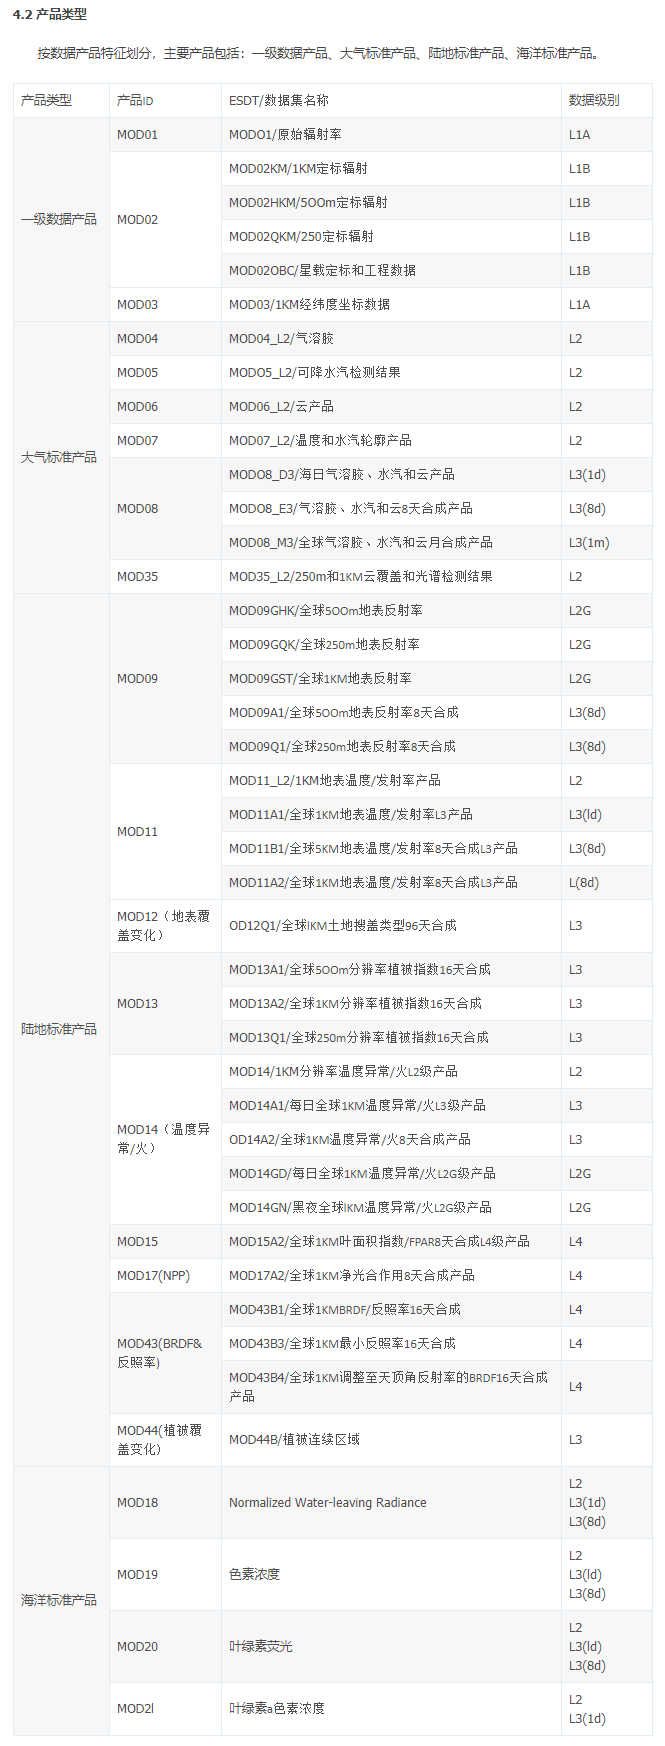 4.2 产品类型
按数据产品特征划分，主要产品包括：一级数据产品、大气标准产品、陆地标准产品、海洋标准产品。
产品类型 产品ID ESDT/数据集名称 数据级别
一级数据产品
MOD01 MODO1/原始辐射率 L1A
MOD02
MOD02KM/1KM定标辐射 L1B
MOD02HKM/5OOm定标辐射 L1B
MOD02QKM/250定标辐射 L1B
MOD02OBC/星载定标和工程数据 L1B
MOD03 MOD03/1KM经纬度坐标数据 L1A
大气标准产品
MOD04 MOD04_L2/气溶胶 L2
MOD05 MODO5_L2/可降水汽检测结果 L2
MOD06 MOD06_L2/云产品 L2
MOD07 MOD07_L2/温度和水汽轮廓产品 L2
MOD08
MODO8_D3/海日气溶胶、水汽和云产品 L3(1d)
MODO8_E3/气溶胶、水汽和云8天合成产品 L3(8d)
MOD08_M3/全球气溶胶、水汽和云月合成产品 L3(1m)
MOD35 MOD35_L2/250m和1KM云覆盖和光谱检测结果 L2
陆地标准产品
MOD09
MOD09GHK/全球5OOm地表反射率 L2G
MOD09GQK/全球250m地表反射率 L2G
MOD09GST/全球1KM地表反射率 L2G
MOD09A1/全球5OOm地表反射率8天合成 L3(8d)
MOD09Q1/全球250m地表反射率8天合成 L3(8d)
MOD11
MOD11_L2/1KM地表温度/发射率产品 L2
MOD11A1/全球1KM地表温度/发射率L3产品 L3(ld)
MOD11B1/全球5KM地表温度/发射率8天合成L3产品 L3(8d)
MOD11A2/全球1KM地表温度/发射率8天合成L3产品 L(8d)
MOD12（地表覆
盖变化）
OD12Q1/全球lKM土地搜盖类型96天合成 L3
MOD13
MOD13A1/全球5OOm分辨率植被指数16天合成 L3
MOD13A2/全球1KM分辨率植被指数16天合成 L3
MOD13Q1/全球250m分辨率植被指数16天合成 L3
MOD14（温度异
常/火）
MOD14/1KM分辨率温度异常/火L2级产品 L2
MOD14A1/每日全球1KM温度异常/火L3级产品 L3
OD14A2/全球1KM温度异常/火8天合成产品 L3
MOD14GD/每日全球1KM温度异常/火L2G级产品 L2G
MOD14GN/黑夜全球lKM温度异常/火L2G级产品 L2G
MOD15 MOD15A2/全球1KM叶面积指数/FPAR8天合成L4级产品 L4
MOD17(NPP) MOD17A2/全球1KM净光合作用8天合成产品 L4
MOD43(BRDF&
反照率)
MOD43B1/全球1KMBRDF/反照率16天合成 L4
MOD43B3/全球1KM最小反照率16天合成 L4
MOD43B4/全球1KM调整至天顶角反射率的BRDF16天合成
产品
L4
MOD44(植被覆
盖变化）
MOD44B/植被连续区域 L3
海洋标准产品
MOD18 Normalized Water-leaving Radiance
L2
L3(1d)
L3(8d)
MOD19 色素浓度
L2
L3(ld)
L3(8d)
MOD20 叶绿素荧光
L2
L3(ld)
L3(8d)
MOD2l 叶绿素a色素浓度
L2
L3(1d)